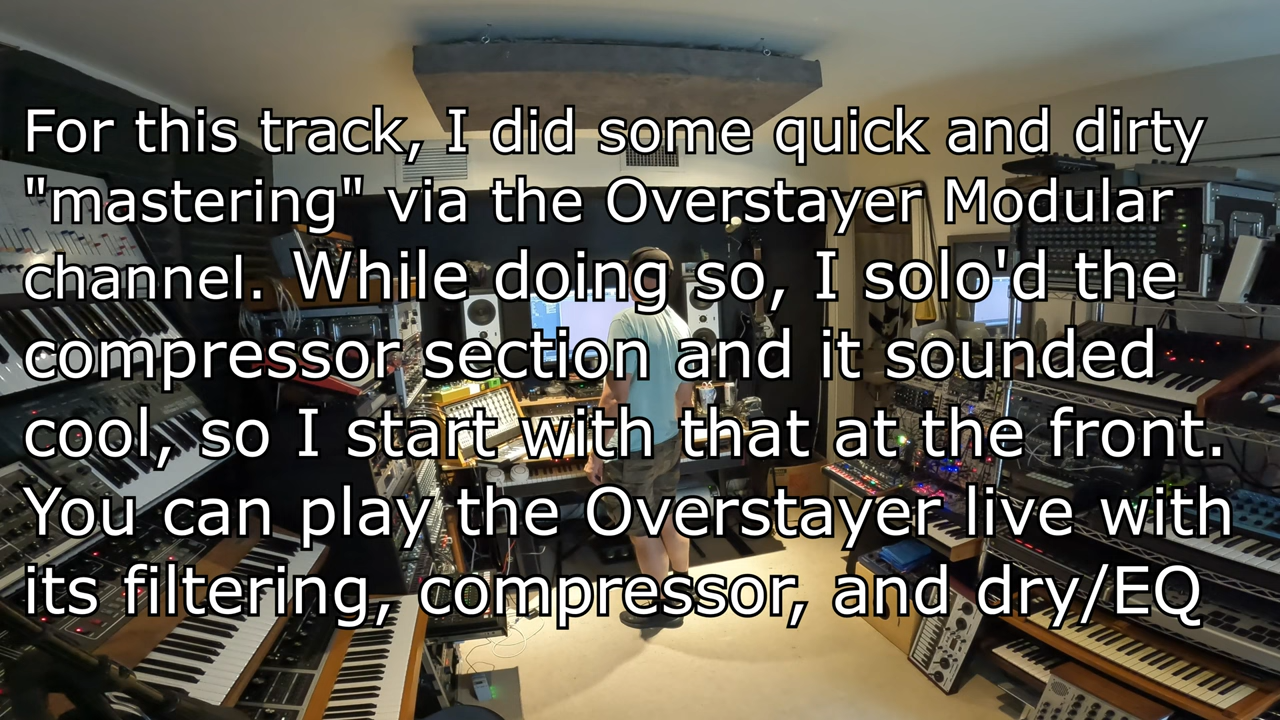 For this track, I did some quick and dirty
"mastering" via the Overstayer Modular
channel. While doing so, I solo'd the
compressor section and it sounded
cool, so I start with that at the front.
You can play the Overstayer live with
its filtering, compressor, and dry/EQ